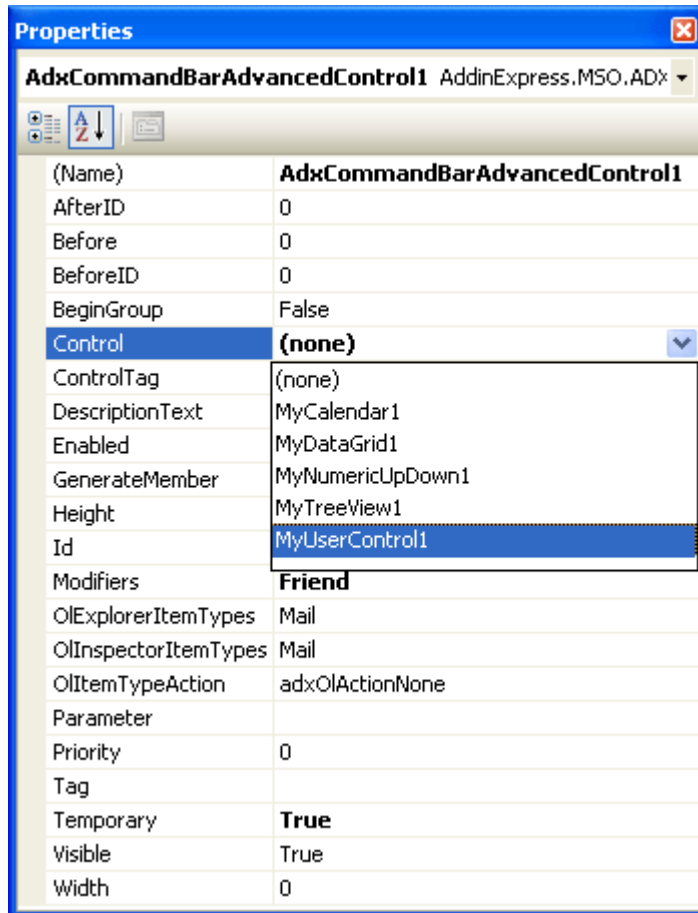 Properties
AdxCommandBarAdvancedControl1 AddinExpress.MSO.ADX
A
Z
(Name) AdxCommandBarAdvancedControl1
AfterID 0
Before 0
BeforeID 0
BeginGroup False
Control (none)
ControlTag (none)
DescriptionText MyCalendar1
Enabled MyDataGrid1
GenerateMember MyNumericUpDown1
Height MyTreeView1
Id MyUserControl1
Modifiers Friend
OlExplorerItemTypes Mail
OlInspectorItemTypes Mail
OlItemTypeAction adxOlActionNone
Parameter
Priority 0
Tag
Temporary True
Visible True
Width 0